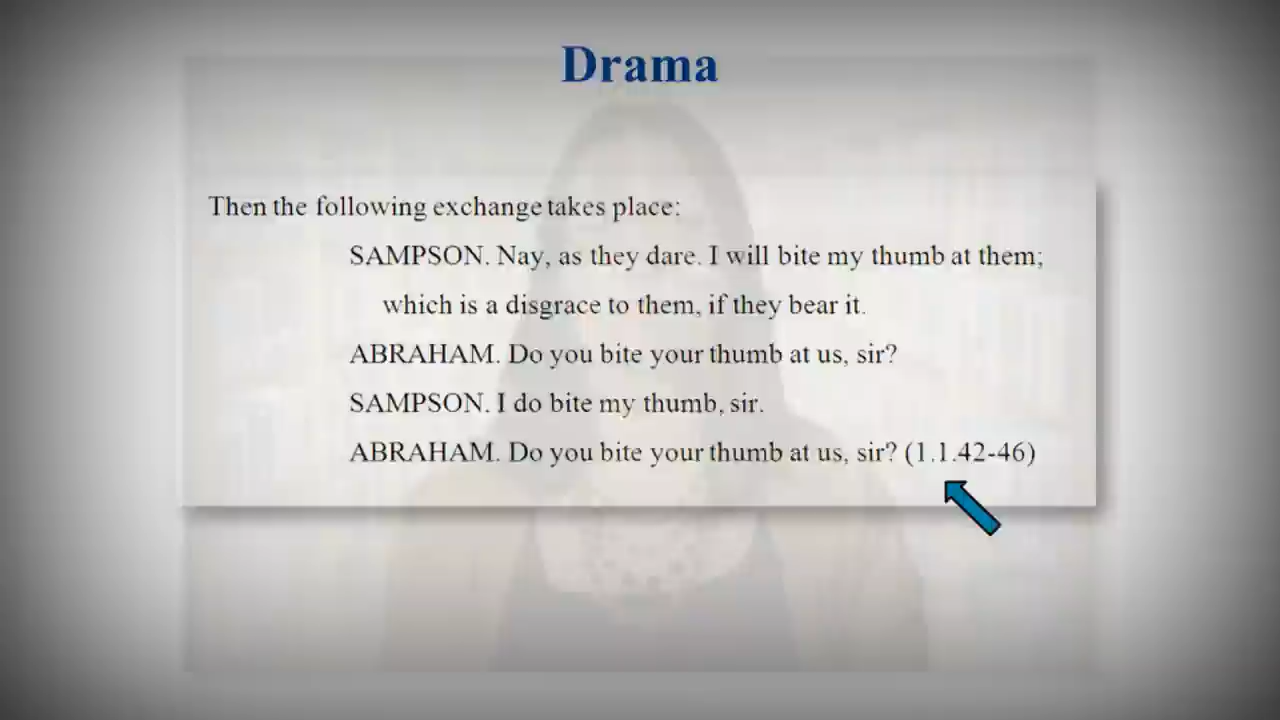 Drama
Then the following exchange takes place:
SAMPSON. Nay, as they dare. I will bite my thumb at them;
which is a disgrace to them, if they bear it.
ABRAHAM. Do you bite your thumb at us, sir?
SAMPSON. I do bite my thumb, sir.
ABRAHAM. Do you bite your thumb at us, sir? (1.1.42-46)